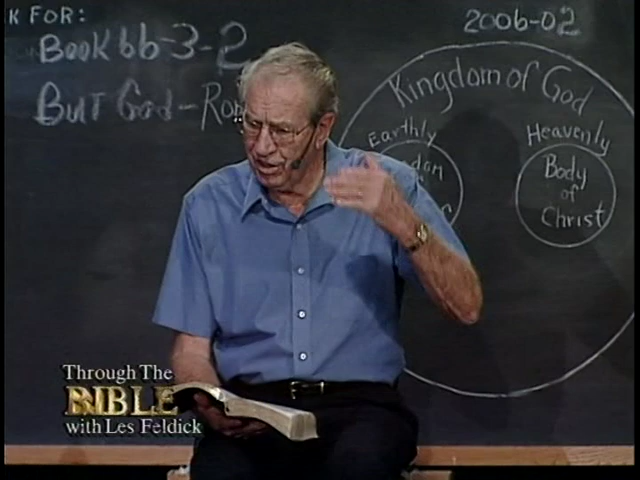 K FOR:
2006-02
Book 66-3-2
But God - Rom
Kingdom of God
Earthly
Heavenly
Body
of
Christ
Through The
BIBLE
with Les Feldick